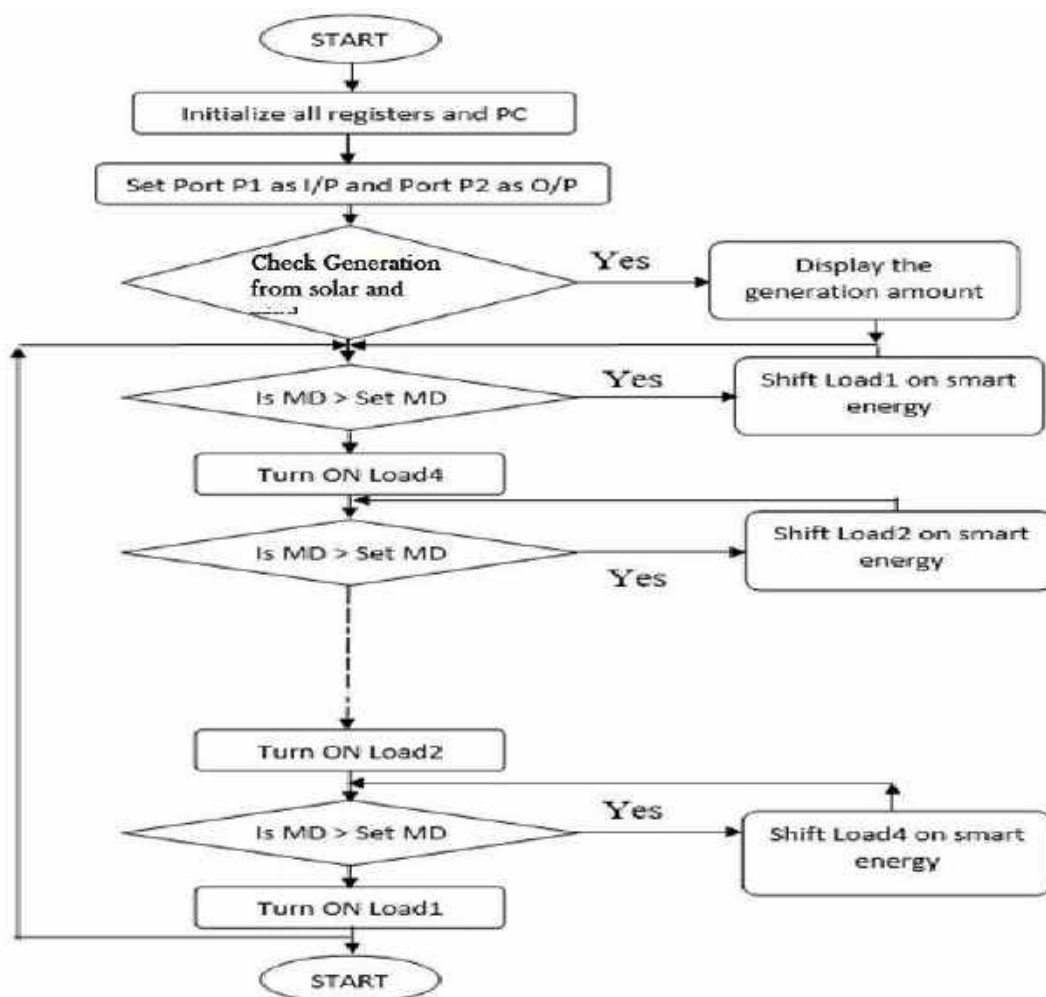 START
Initialize all registers and PC
Set Port P1 as I/P and Port P2 as O/P
Check Generation
from solar and
Yes
Display the
generation amount
Is MD > Set MD
Yes
Shift Load1 on smart
energy
Turn ON Load4
Is MD > Set MD
Yes
Shift Load2 on smart
energy
Turn ON Load2
Is MD > Set MD
Yes
Shift Load4 on smart
energy
Turn ON Load1
START